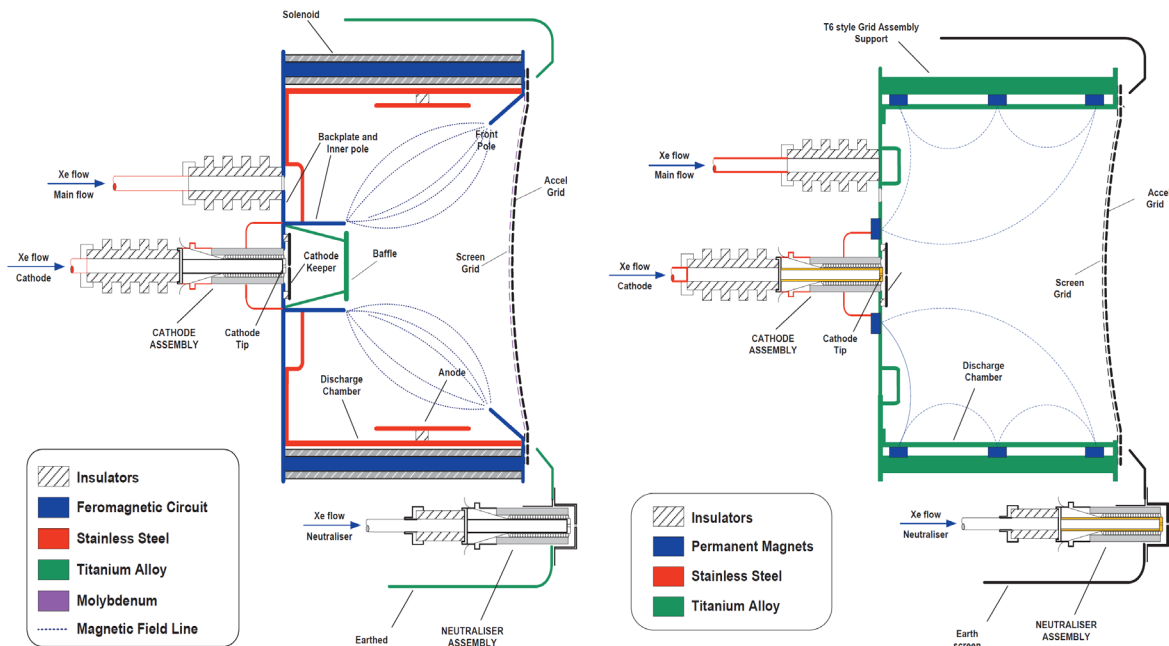 Solenoid
Backplate and
Inner pole
Front
Pole
Xe flow
Main flow
Accel
Grid
Screen
Grid
Baffle
Cathode
Keeper
Xe flow
Cathode
CATHODE
ASSEMBLY
Cathode
Tip
Discharge
Chamber
Anode
Insulators
Feromagnetic Circuit
Stainless Steel
Titanium Alloy
Molybdenum
Magnetic Field Line
Xe flow
Neutraliser
Earthed
NEUTRALISER
ASSEMBLY
T6 style Grid Assembly
Support
Xe flow
Main flow
Accel
Grid
Screen
Grid
Xe flow
Cathode
CATHODE
ASSEMBLY
Cathode
Tip
Discharge
Chamber
Insulators
Permanent Magnets
Stainless Steel
Titanium Alloy
Xe flow
Neutraliser
Earth
screen
NEUTRALISER
ASSEMBLY